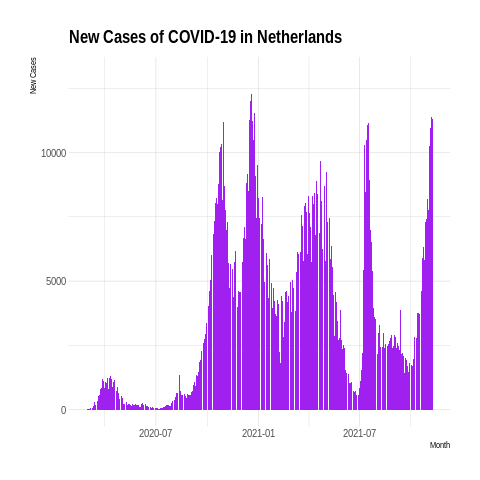 New Cases of COVID-19 in Netherlands
New Cases
10000
5000
0
2020-07 2021-01 2021-07
Month